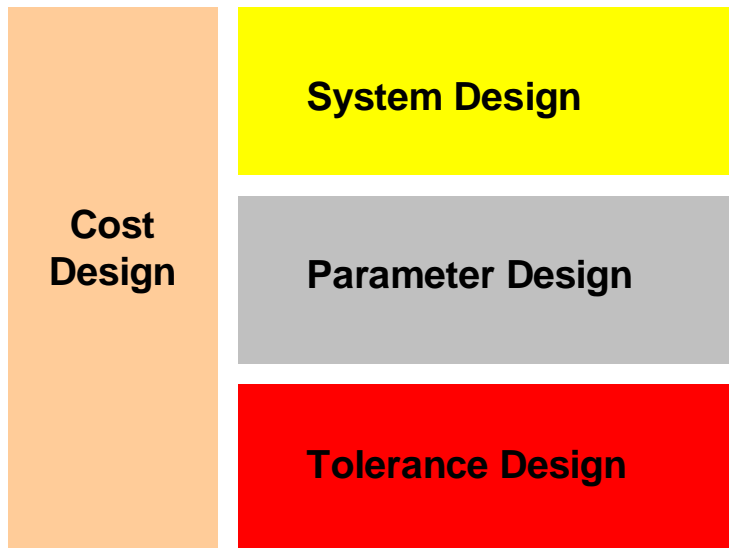 Cost
Design
System Design
Parameter Design
Tolerance Design